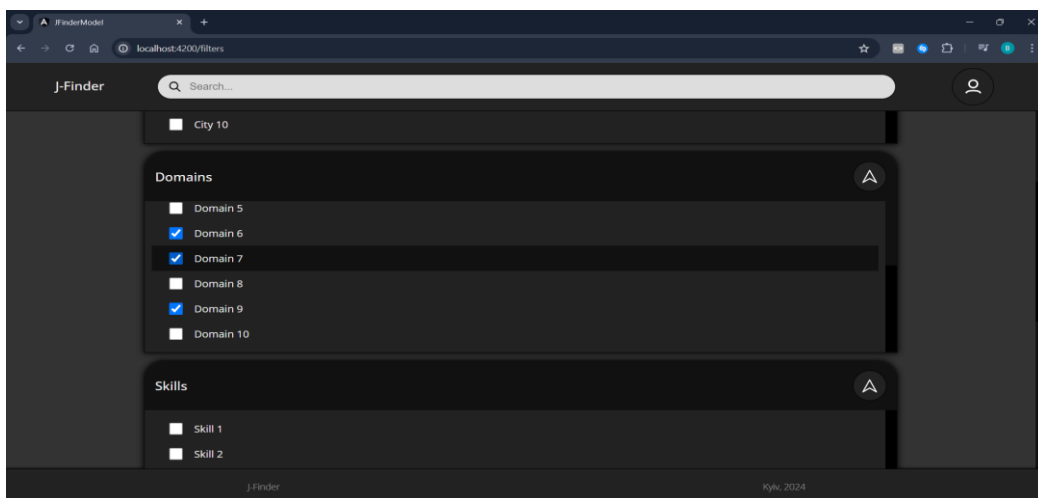 JFinderModel
localhost:4200/filters
B
J-Finder
Search...
City 10
Domains
Domain 5
Domain 6
Domain 7
Domain 8
Domain 9
Domain 10
Skills
Skill 1
Skill 2
J-Finder Kyiv, 2024